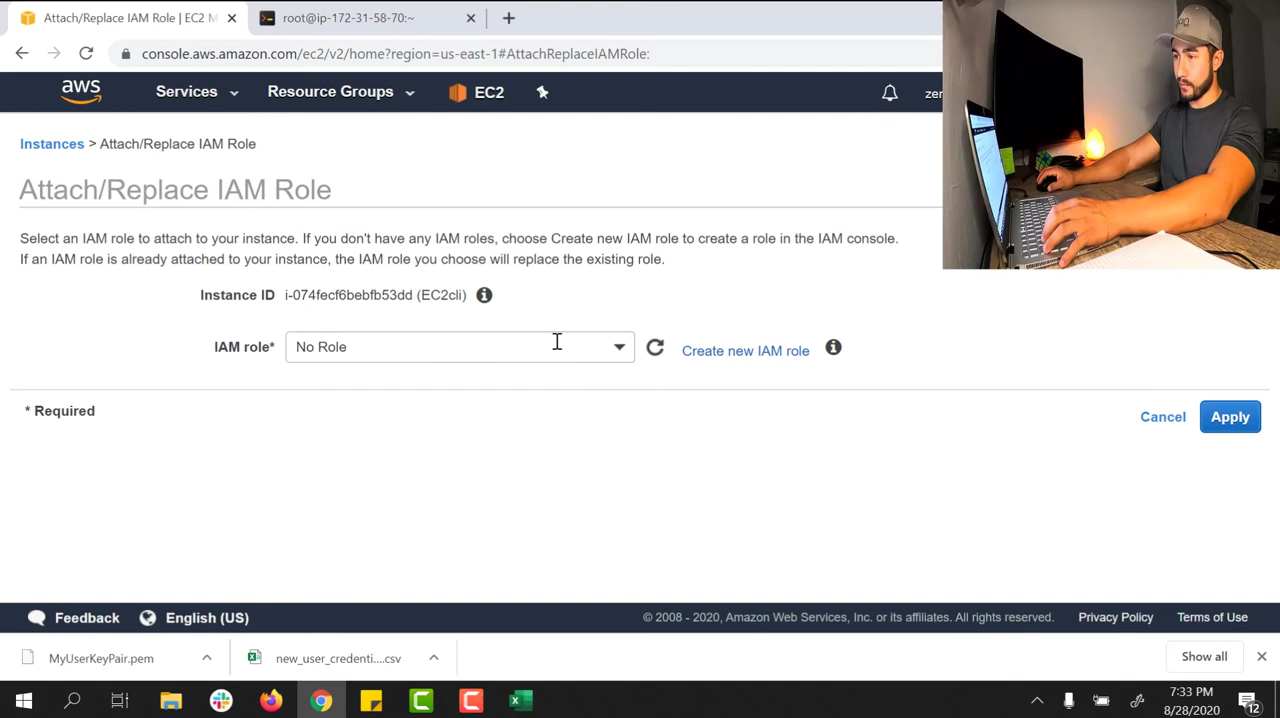 Attach/Replace IAM Role | EC2 M
root@ip-172-31-58-70:~
console.aws.amazon.com/ec2/v2/home?region=us-east-1#AttachReplaceIAMRole:
aws
Services
Resource Groups
EC2
zer
Instances > Attach/Replace IAM Role
Attach/Replace IAM Role
Select an IAM role to attach to your instance. If you don't have any IAM roles, choose Create new IAM role to create a role in the IAM console.
If an IAM role is already attached to your instance, the IAM role you choose will replace the existing role.
Instance ID i-074fecf6bebfb53dd (EC2cli)
IAM role* No Role
Create new IAM role
* Required
Cancel
Apply
Feedback
English (US)
© 2008 - 2020, Amazon Web Services, Inc. or its affiliates. All rights reserved.
Privacy Policy
Terms of Use
MyUserKeyPair.pem
new_user_credenti....csv
Show all
7:33 PM
8/28/2020
12